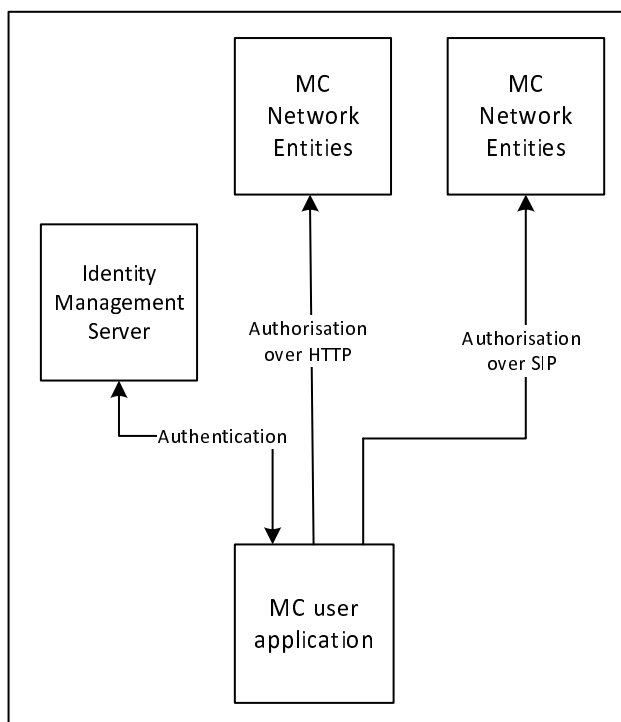 MC
Network
Entities
MC
Network
Entities
Identity
Management
Server
Authorisation
over HTTP
Authorisation
over SIP
Authentication
MC user
application